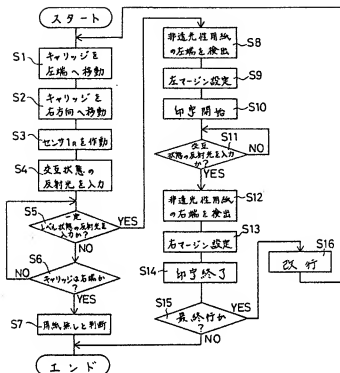 スタート
S1
キャリッジを
左端へ移動
S2
キャリッジを
右方向へ移動
S3
センサ1nを作動
S4
交互状態の
反射光を入力
S5
一定
レベル状態の反射光を
入力か?
YES
NO
S6
キャリッジは右端か
?
NO
YES
S7
用紙無しと判断
エンド
S8
非透光性用紙
の左端を検出
S9
左マージン設定
S10
印字開始
S11
交互
状態の反射光を入力
か?
NO
YES
S12
非透光性用紙
の右端を検出
S13
右マージン設定
S14
印字終了
S15
最終行か
?
YES
NO
S16
改行